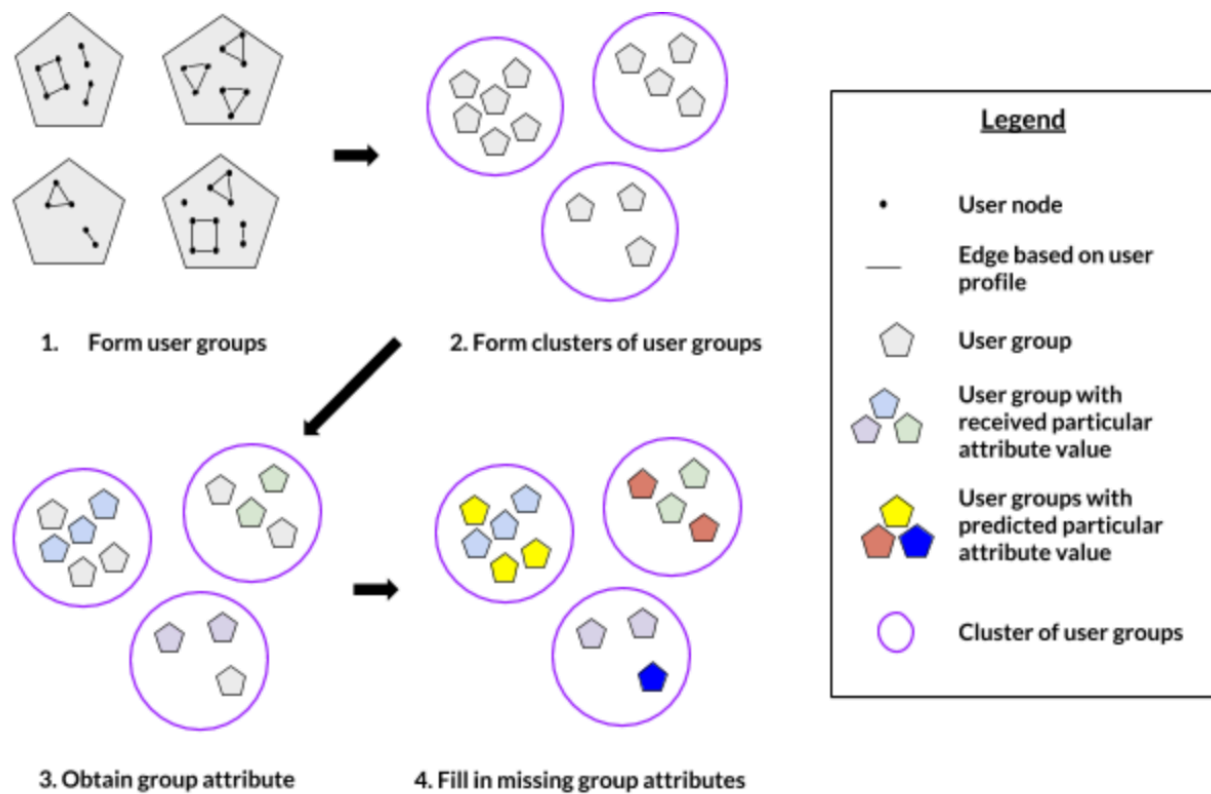 1. Form user groups
2. Form clusters of user groups
3. Obtain group attribute
4. Fill in missing group attributes
Legend
User node
Edge based on user
profile
User group
User group with
received particular
attribute value
User groups with
predicted particular
attribute value
Cluster of user groups